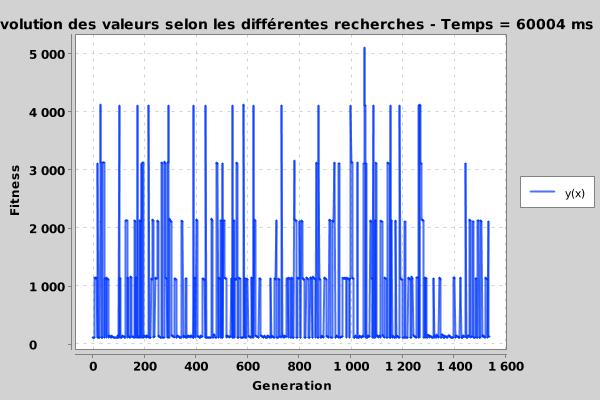 volution des valeurs selon les différentes recherches - Temps = 60004 ms
5 000
4 000
3 000
2 000
1 000
0
Fitness
0 200 400 600 800 1 000 1 200 1 400 1 600
Generation
y(x)